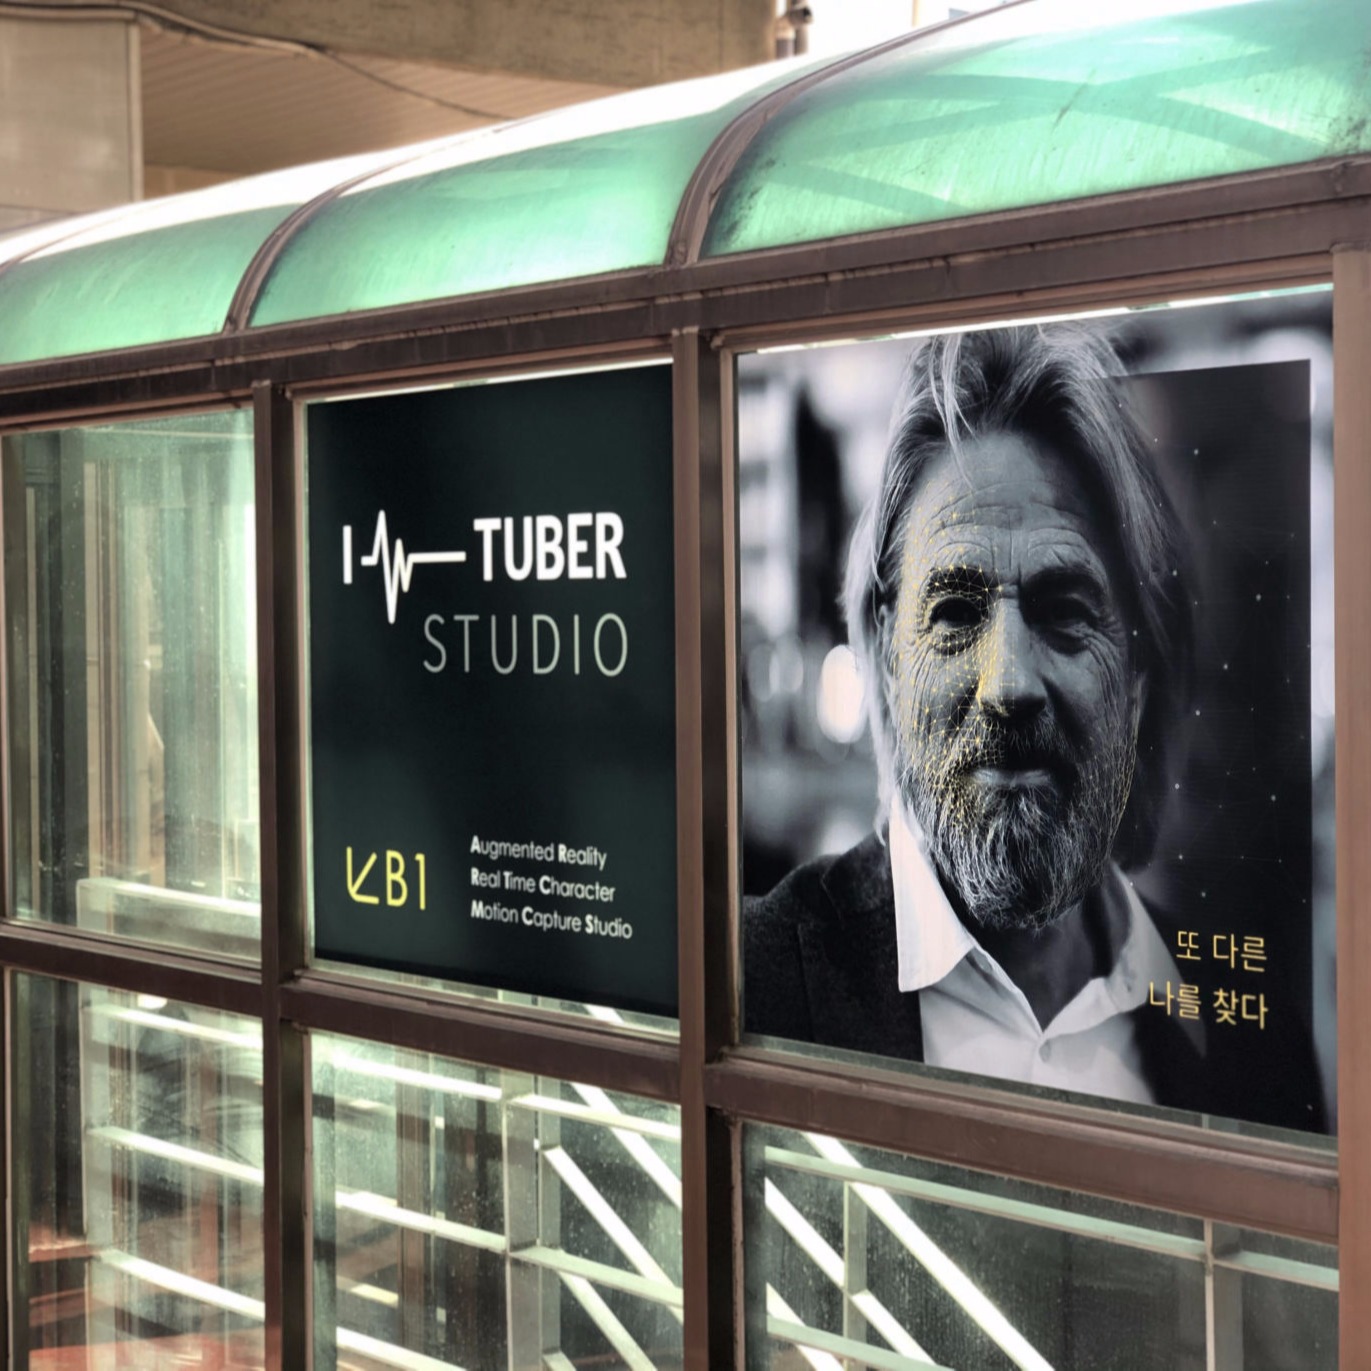 I TUBER
STUDIO
B1
Augmented Reality
Real Time Character
Motion Capture Studio
또 다른
나를 찾다